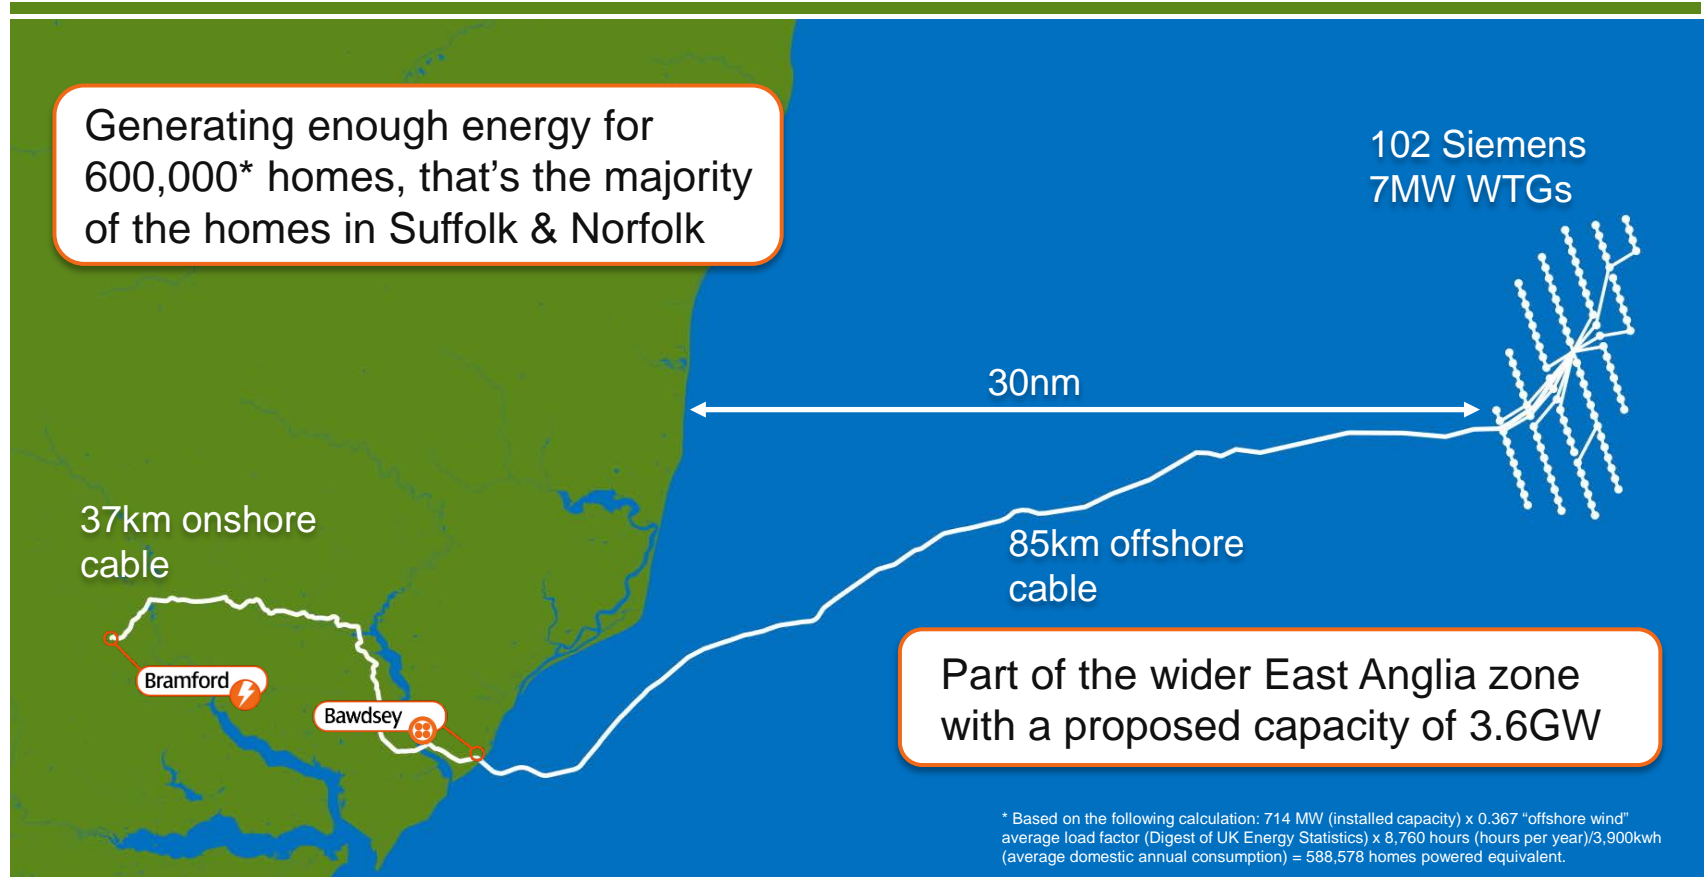 Generating enough energy for
600,000* homes, that’s the majority
of the homes in Suffolk & Norfolk
102 Siemens
7MW WTGs
30nm
37km onshore
cable
85km offshore
cable
Bramford
Bawdsey
Part of the wider East Anglia zone
with a proposed capacity of 3.6GW
* Based on the following calculation: 714 MW (installed capacity) x 0.367 “offshore wind”
average load factor (Digest of UK Energy Statistics) x 8,760 hours (hours per year)/3,900kwh
(average domestic annual consumption) = 588,578 homes powered equivalent.